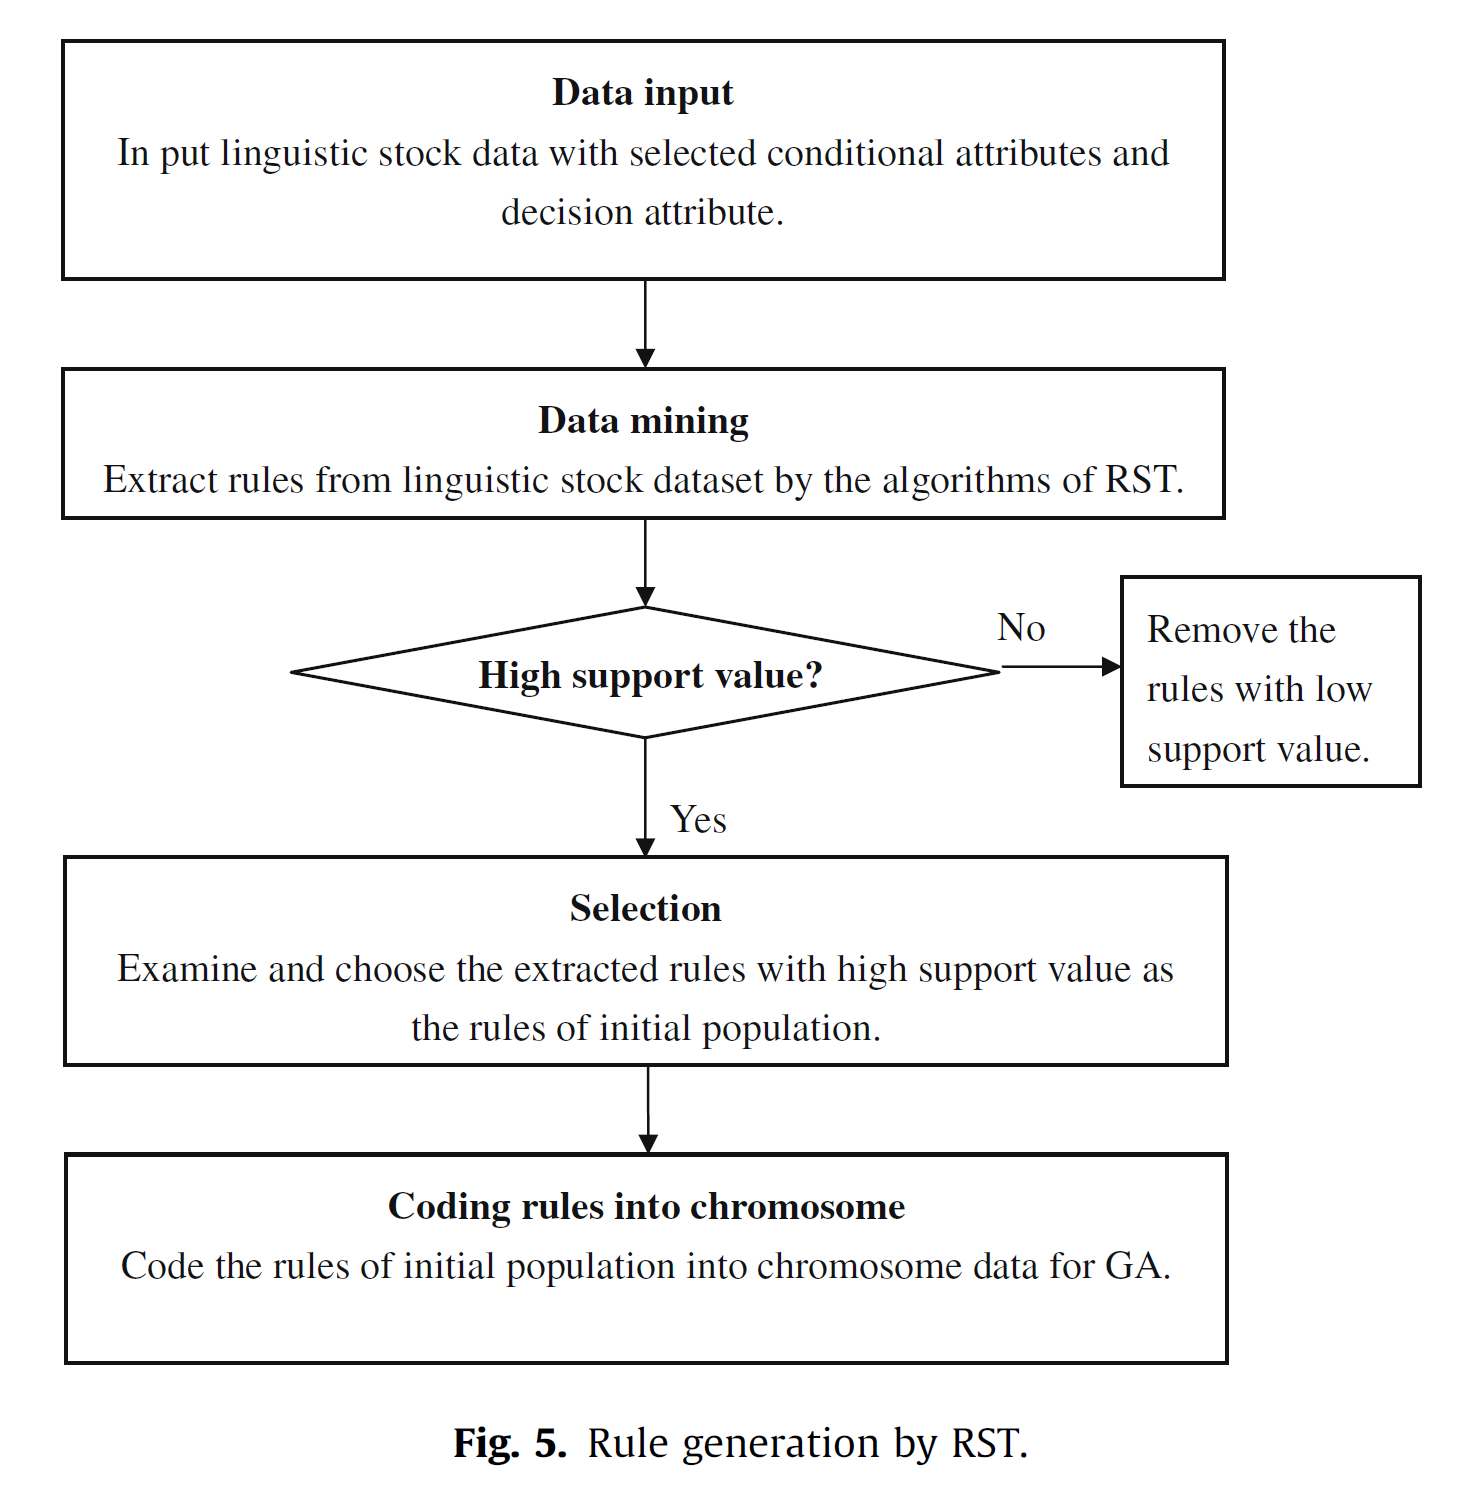 Data input
In put linguistic stock data with selected conditional attributes and
decision attribute.
Data mining
Extract rules from linguistic stock dataset by the algorithms of RST.
High support value?
No
Remove the
rules with low
support value.
Yes
Selection
Examine and choose the extracted rules with high support value as
the rules of initial population.
Coding rules into chromosome
Code the rules of initial population into chromosome data for GA.
Fig. 5. Rule generation by RST.